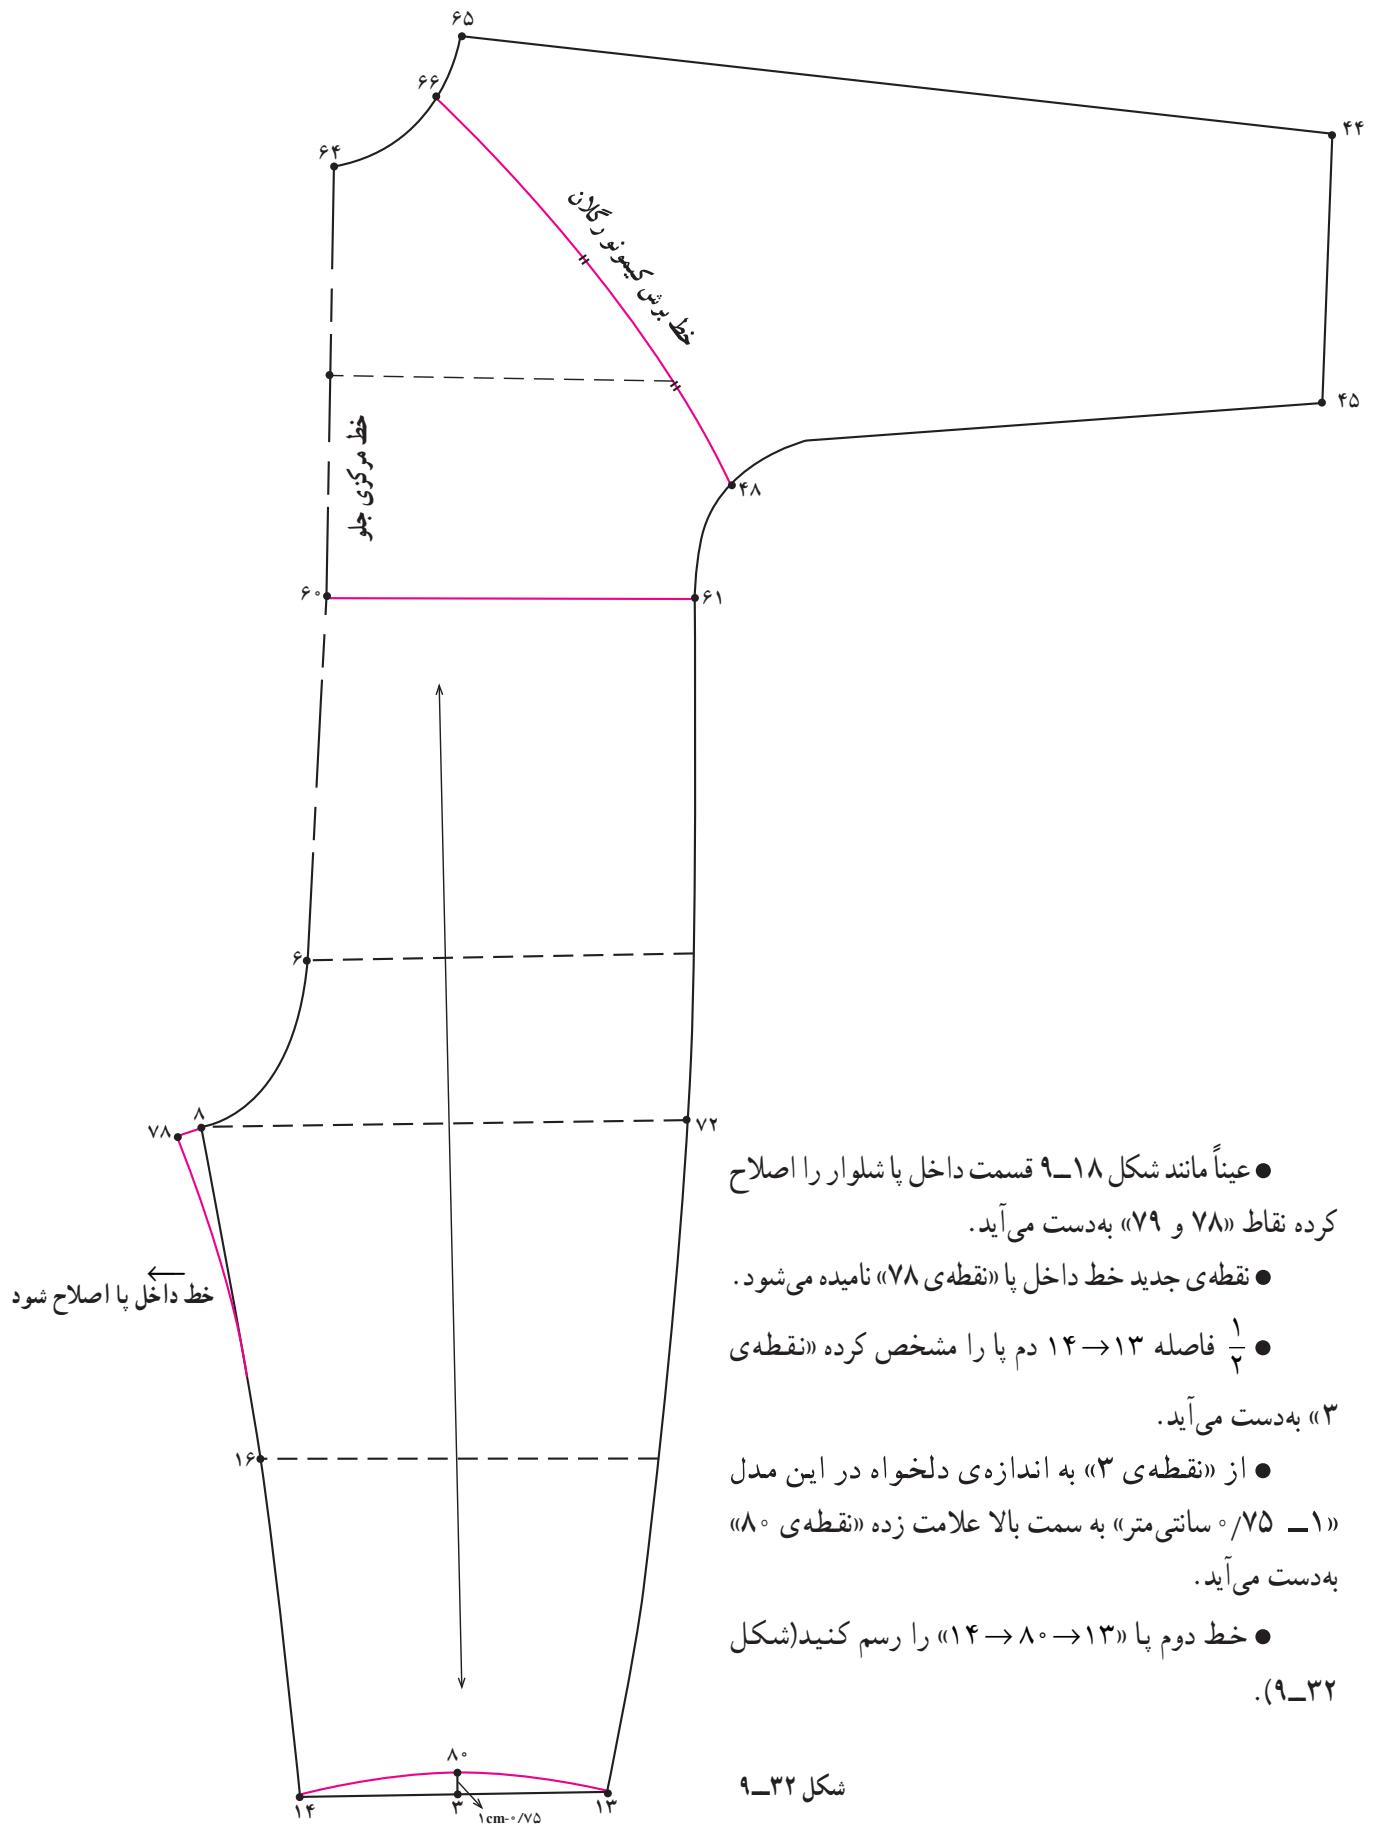 ۶۵
۶۶
۶۴
۴۴
خط برش کیمونو رگلان
۴۵
خط مرکزی جلو
۴۸
۶۰
۶۱
۶
۸
۷۸
۷۲
خط داخل پا اصلاح شود
۱۶
● عیناً مانند شکل ۱۸ــ۹ قسمت داخل پا شلوار را اصلاح
کرده نقاط «۷۸ و ۷۹» به‌دست می‌آید.
● نقطه‌ی جدید خط داخل پا «نقطه‌ی ۷۸» نامیده می‌شود.
● ۱/۲ فاصله ۱۳→۱۴ دم پا را مشخص کرده «نقطه‌ی
۳» به‌دست می‌آید.
● از «نقطه‌ی ۳» به اندازه‌ی دلخواه در این مدل
«۱ــ ۰/۷۵ سانتی‌متر» به سمت بالا علامت زده «نقطه‌ی ۸۰»
به‌دست می‌آید.
● خط دوم پا «۱۳→۸۰→۱۴» را رسم کنید(شکل
۳۲ــ۹).
۸۰
۱۴
۳
۱cm-۰/۷۵
۱۳
شکل ۳۲ــ۹